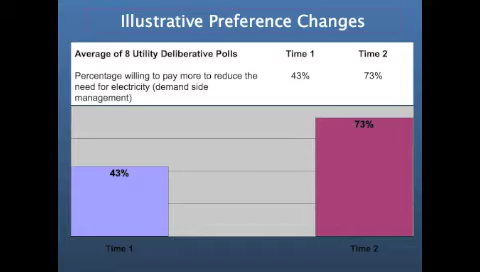 Illustrative Preference Changes
Average of 8 Utility Deliberative Polls Time 1 Time 2
Percentage willing to pay more to reduce the 43% 73%
need for electricity (demand side
management)
73%
43%
Time 1 Time 2